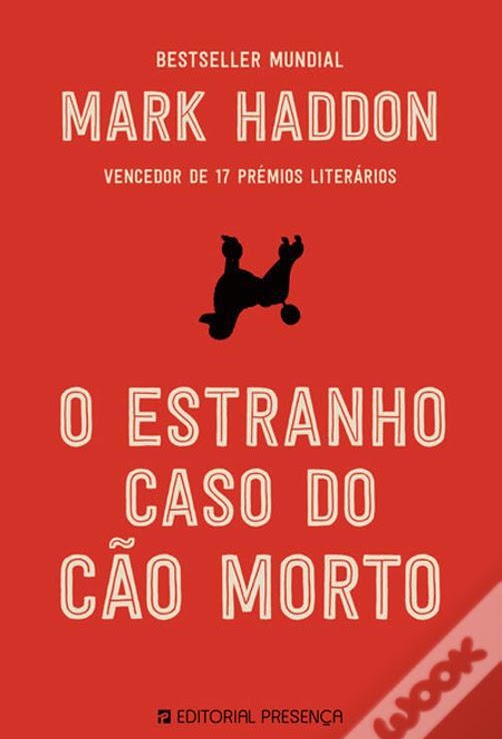 BESTSELLER MUNDIAL
MARK HADDON
VENCEDOR DE 17 PRÉMIOS LITERÁRIOS
O ESTRANHO
CASO DO
CÃO MORTO
EDITORIAL PRESENÇA
WOOK